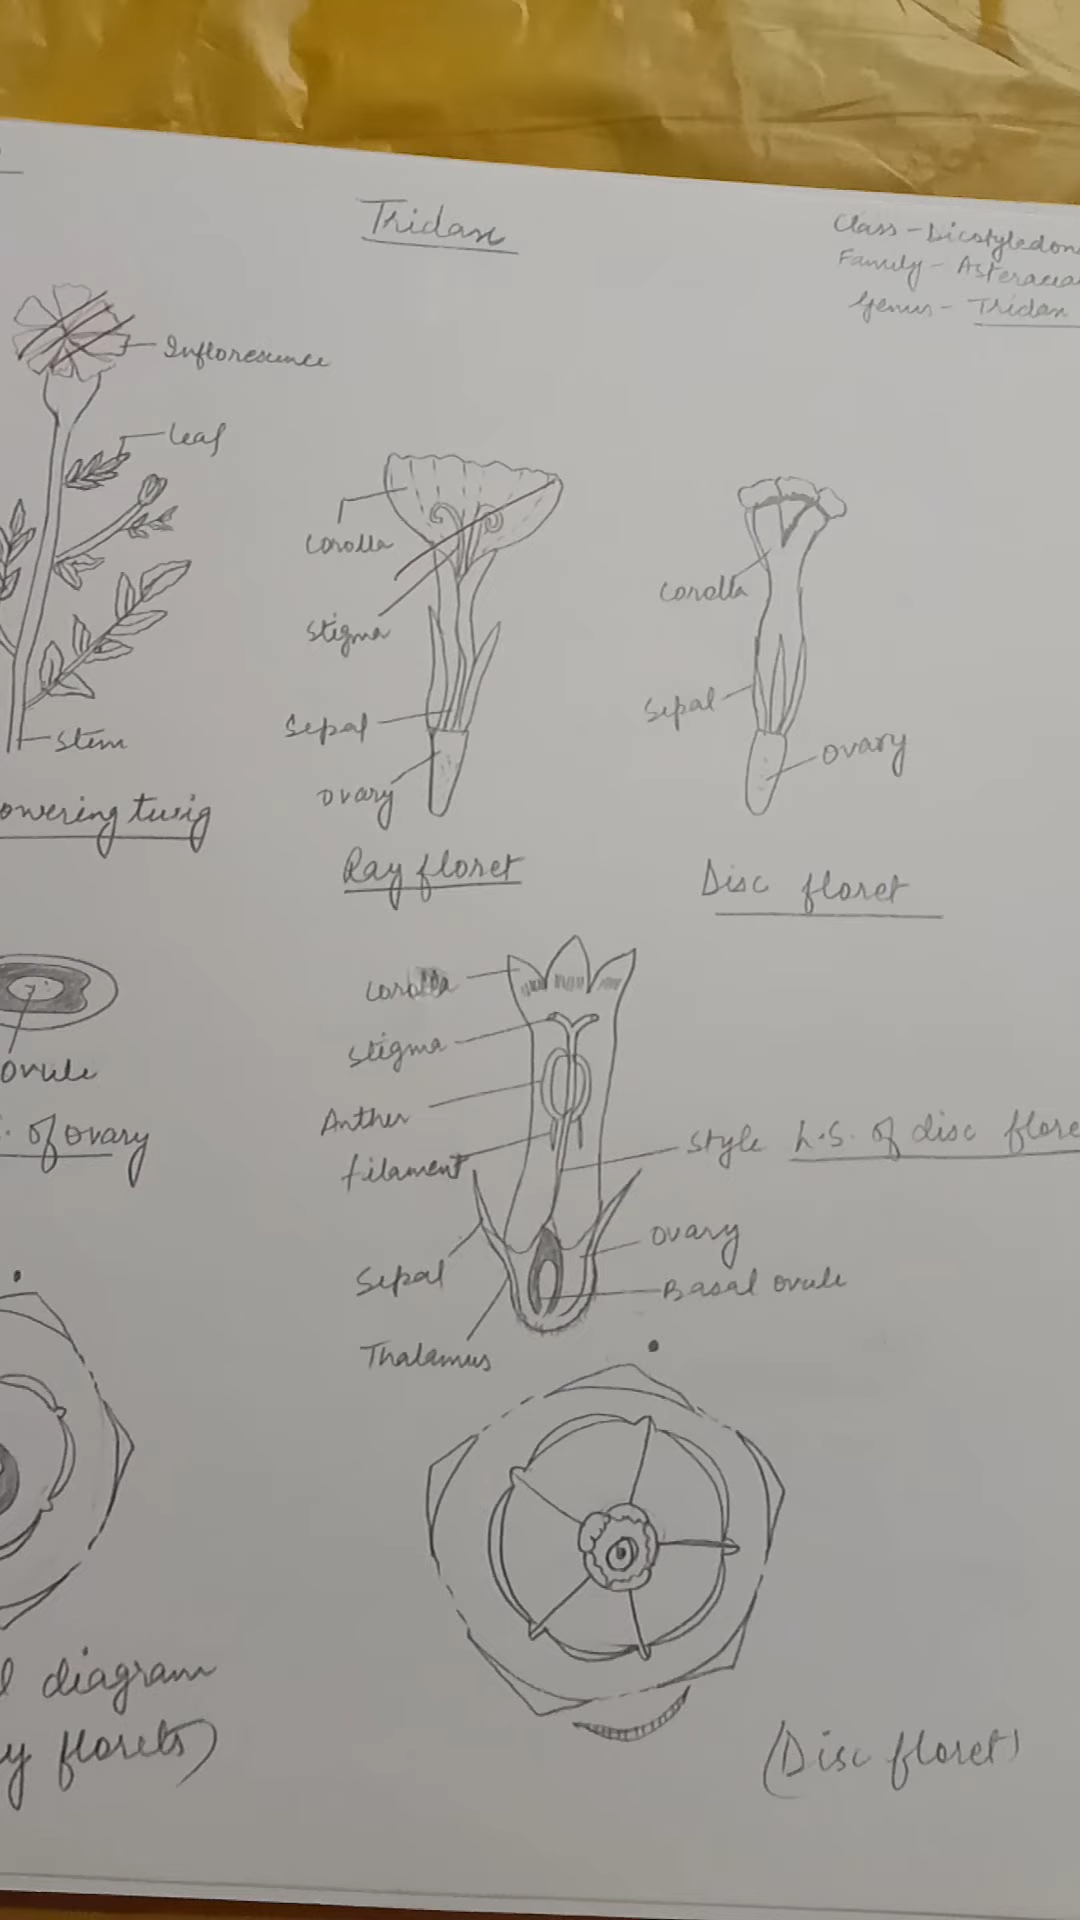 Tridax
Class - Dicotyledon
Family - Asteracea
Genus - Tridax
Infloresence
leaf
stem
owering twig
Corolla
stigma
Sepal
ovary
Ray floret
Corolla
Sepal
ovary
Disc floret
ovule
S. of ovary
Corolla
Stigma
Anther
filament
Sepal
Thalamus
style
ovary
Basal ovule
L.S. of disc flore
l diagram
y florets)
(Disc floret)